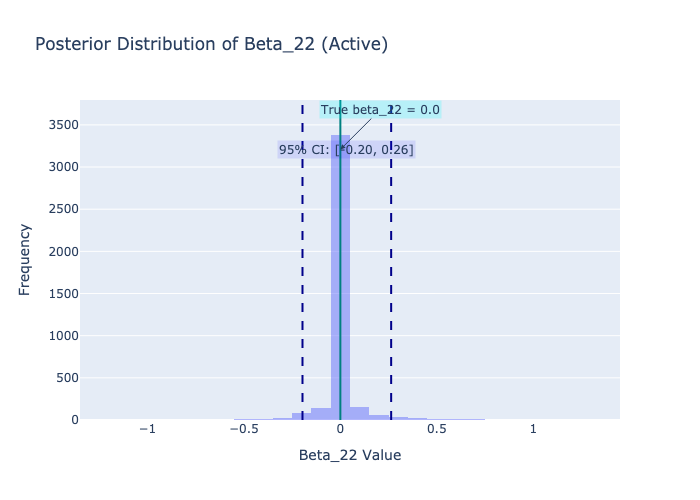 Posterior Distribution of Beta_22 (Active)
True beta_22 = 0.0
95% CI: [-0.20, 0.26]
3500
3000
2500
2000
1500
1000
500
0
Frequency
−1
−0.5
0
0.5
1
Beta_22 Value